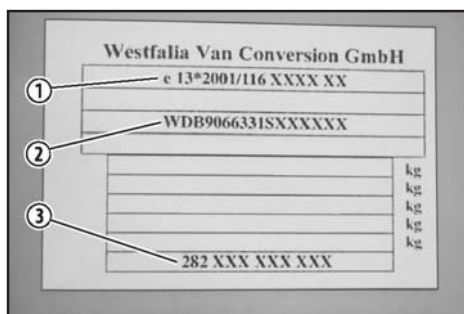 Westfalia Van Conversion GmbH
1
e 13*2001/116 XXXX XX
2
WDB9066331SXXXXXX
kg
kg
kg
kg
kg
3
282 XXX XXX XXX